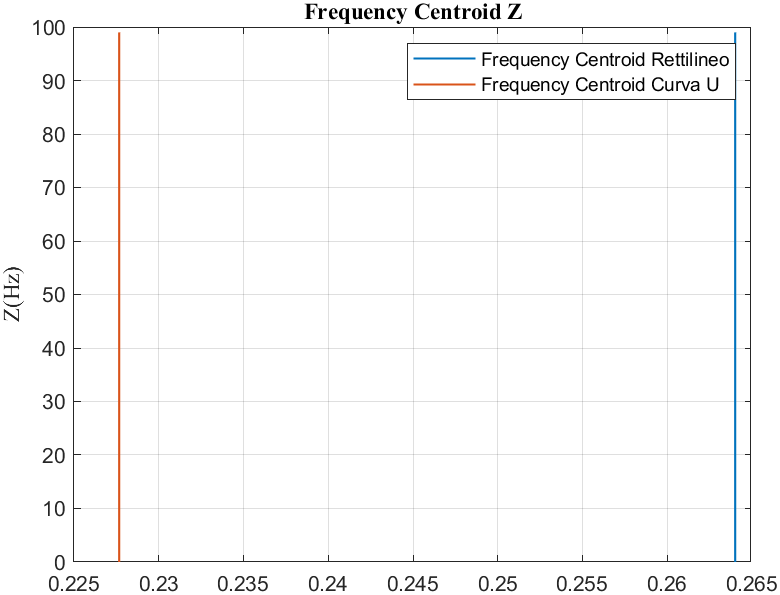 Frequency Centroid Z
Frequency Centroid Rettilineo
Frequency Centroid Curva U
Z(Hz)
100
90
80
70
60
50
40
30
20
10
0
0.225 0.23 0.235 0.24 0.245 0.25 0.255 0.26 0.265